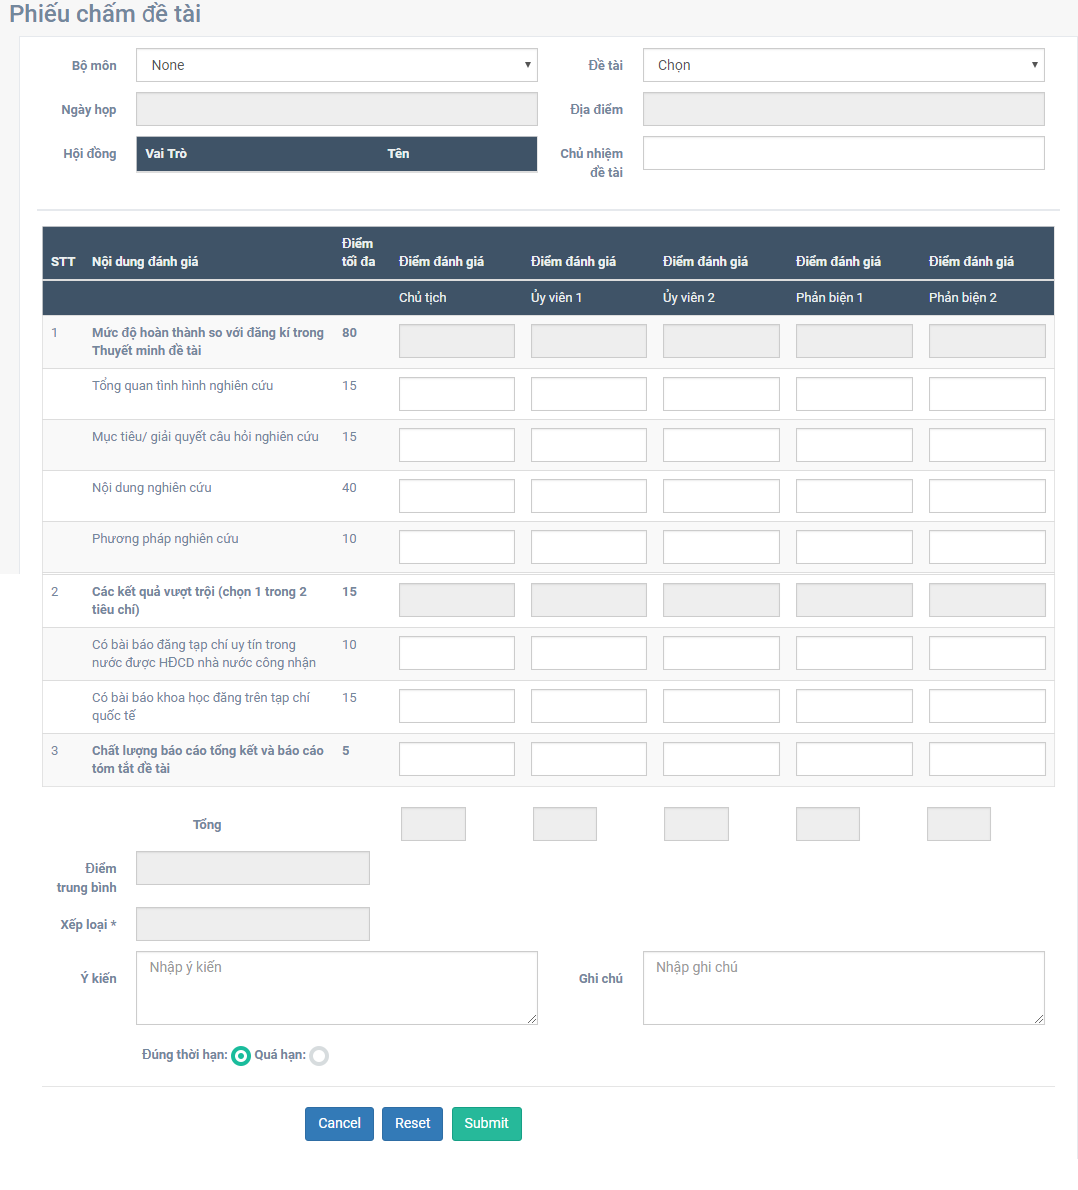 Phiếu chấm đề tài
Bộ môn None Đề tài Chọn
Ngày họp Địa điểm
Hội đồng Vai Trò Tên Chủ nhiệm
đề tài
Điểm
STT Nội dung đánh giá tối đa Điểm đánh giá Điểm đánh giá Điểm đánh giá Điểm đánh giá Điểm đánh giá
Chủ tịch Ủy viên 1 Ủy viên 2 Phản biện 1 Phản biện 2
1 Mức độ hoàn thành so với đăng kí trong 80
Thuyết minh đề tài
Tổng quan tình hình nghiên cứu 15
Mục tiêu/ giải quyết câu hỏi nghiên cứu 15
Nội dung nghiên cứu 40
Phương pháp nghiên cứu 10
2 Các kết quả vượt trội (chọn 1 trong 2 15
tiêu chí)
Có bài báo đăng tạp chí uy tín trong 10
nước được HĐCD nhà nước công nhận
Có bài báo khoa học đăng trên tạp chí 15
quốc tế
3 Chất lượng báo cáo tổng kết và báo cáo 5
tóm tắt đề tài
Tổng
Điểm
trung bình
Xếp loại *
Ý kiến Nhập ý kiến Ghi chú Nhập ghi chú
Đúng thời hạn: Quá hạn:
Cancel Reset Submit